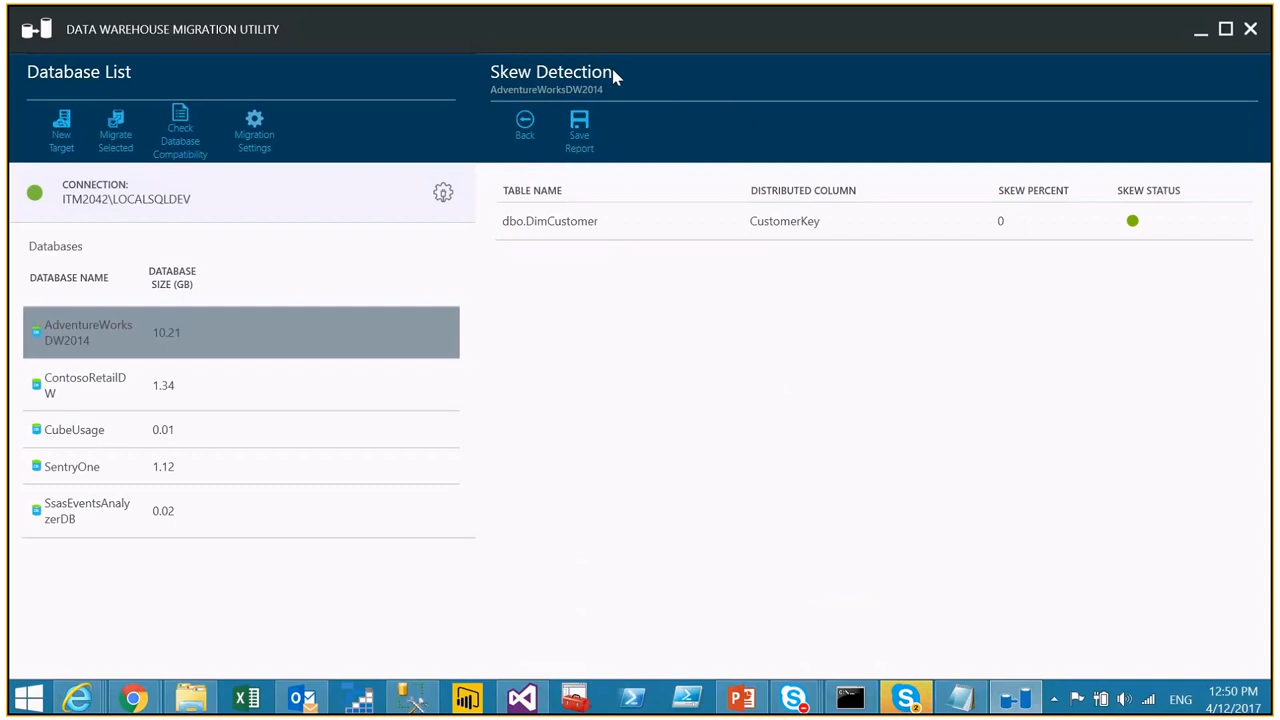 DATA WAREHOUSE MIGRATION UTILITY
Database List
New
Target
Migrate
Selected
Check
Database
Compatibility
Migration
Settings
CONNECTION:
ITM2042\LOCALSQLDEV
Databases
DATABASE NAME
DATABASE
SIZE (GB)
AdventureWorks
DW2014
10.21
ContosoRetailD
W
1.34
CubeUsage
0.01
SentryOne
1.12
SsasEventsAnaly
zerDB
0.02
Skew Detection
AdventureWorksDW2014
Back
Save
Report
TABLE NAME
DISTRIBUTED COLUMN
SKEW PERCENT
SKEW STATUS
dbo.DimCustomer
CustomerKey
0
ENG
12:50 PM
4/12/2017